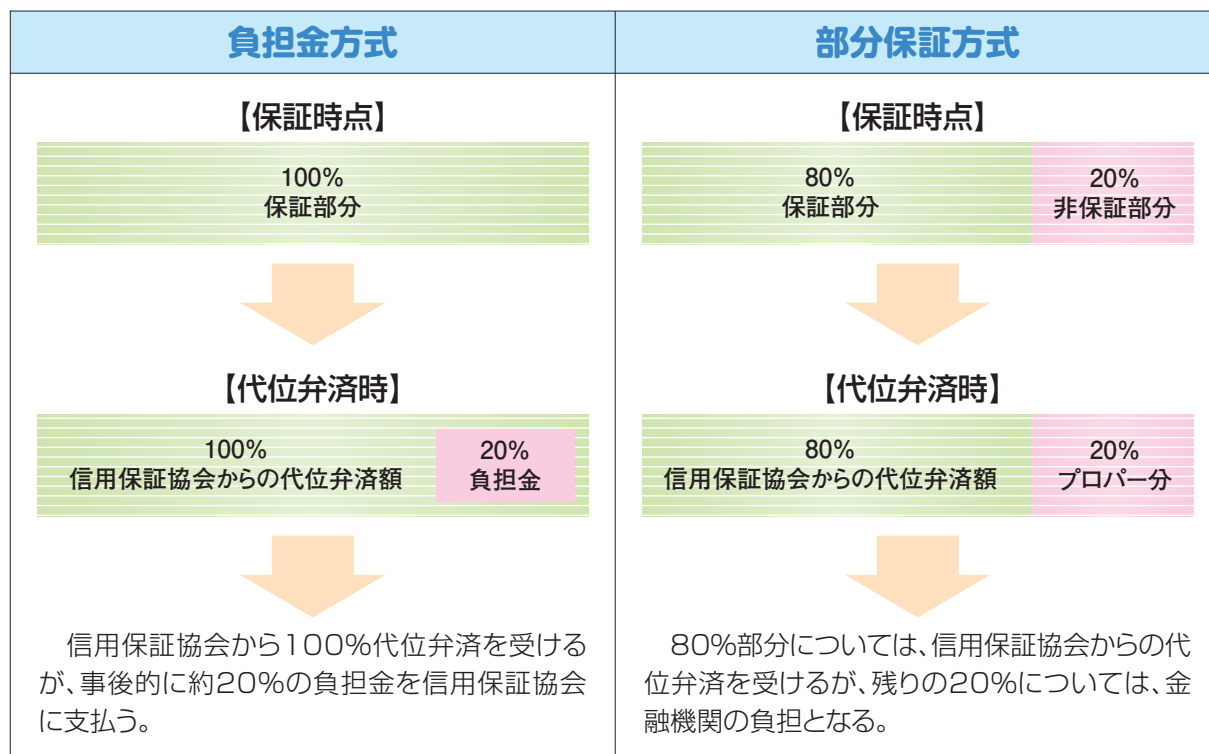 負担金方式
【保証時点】
100%
保証部分
【代位弁済時】
100%
信用保証協会からの代位弁済額
20%
負担金
信用保証協会から100%代位弁済を受ける
が、事後的に約20%の負担金を信用保証協会
に支払う。
部分保証方式
【保証時点】
80%
保証部分
20%
非保証部分
【代位弁済時】
80%
信用保証協会からの代位弁済額
20%
プロパー分
80%部分については、信用保証協会からの代
位弁済を受けるが、残りの20%については、金
融機関の負担となる。